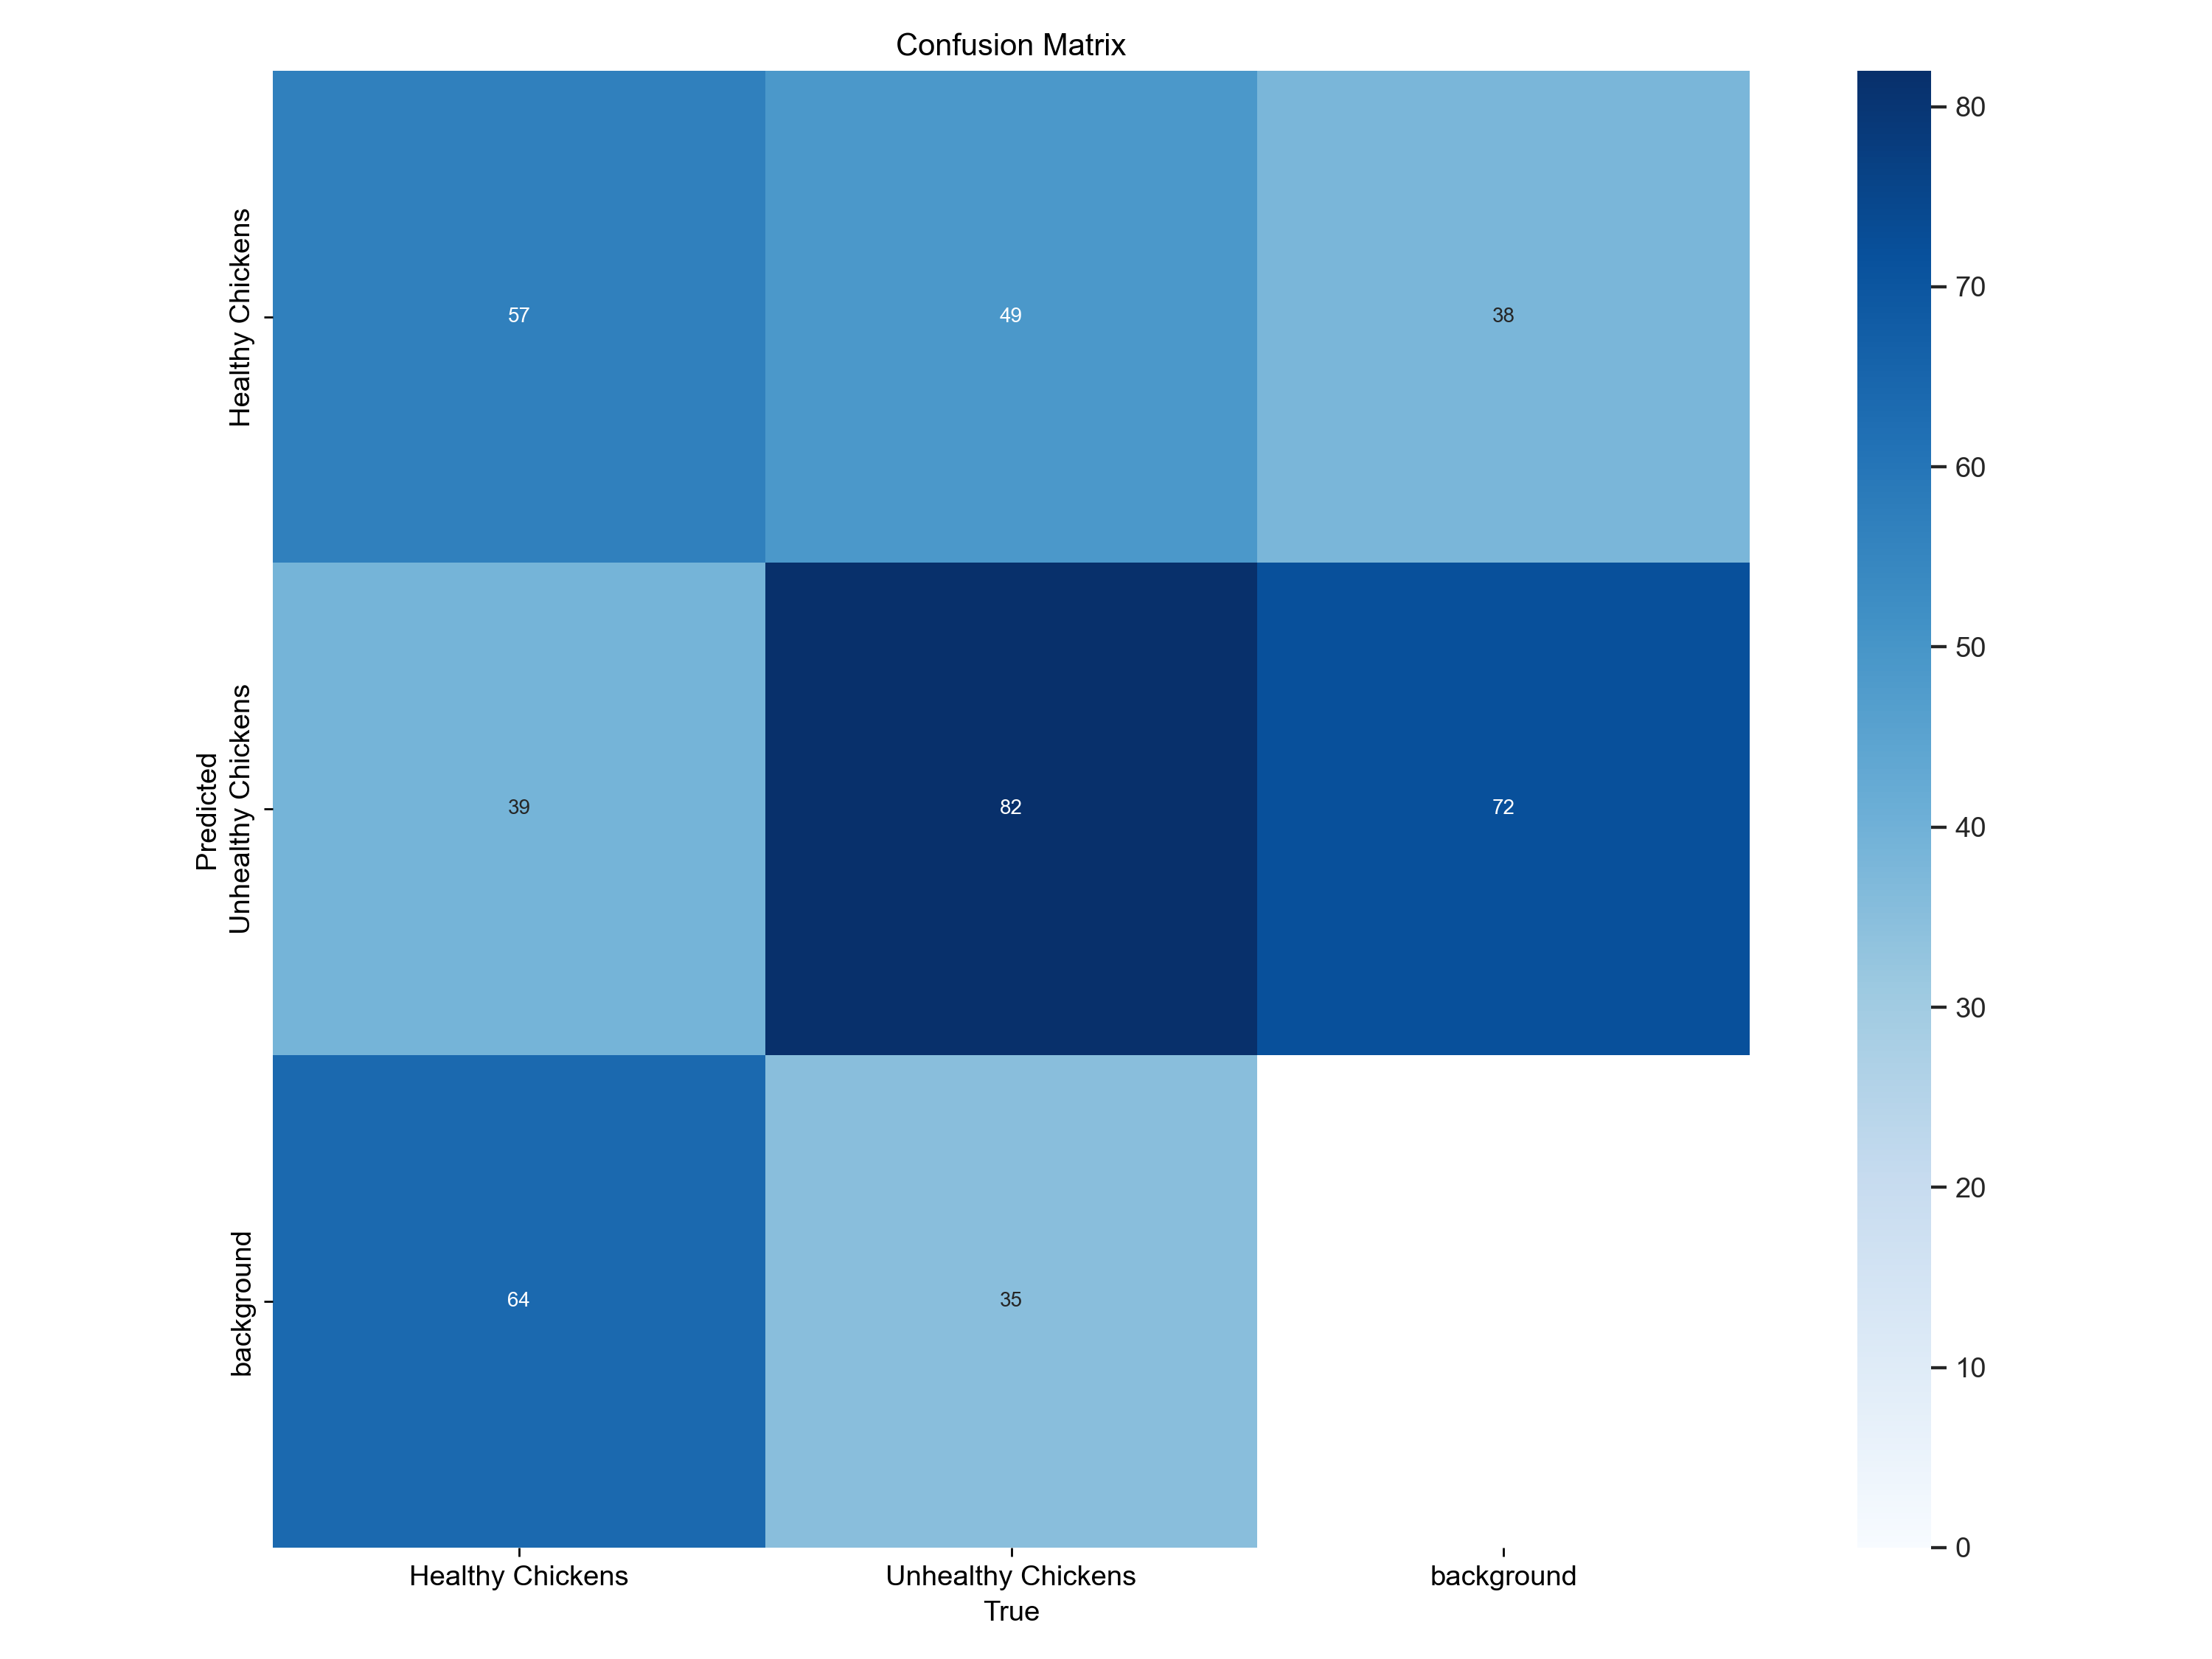 Confusion Matrix
Predicted
Healthy Chickens
Unhealthy Chickens
background
57 49 38
39 82 72
64 35
Healthy Chickens Unhealthy Chickens background
True
80
70
60
50
40
30
20
10
0